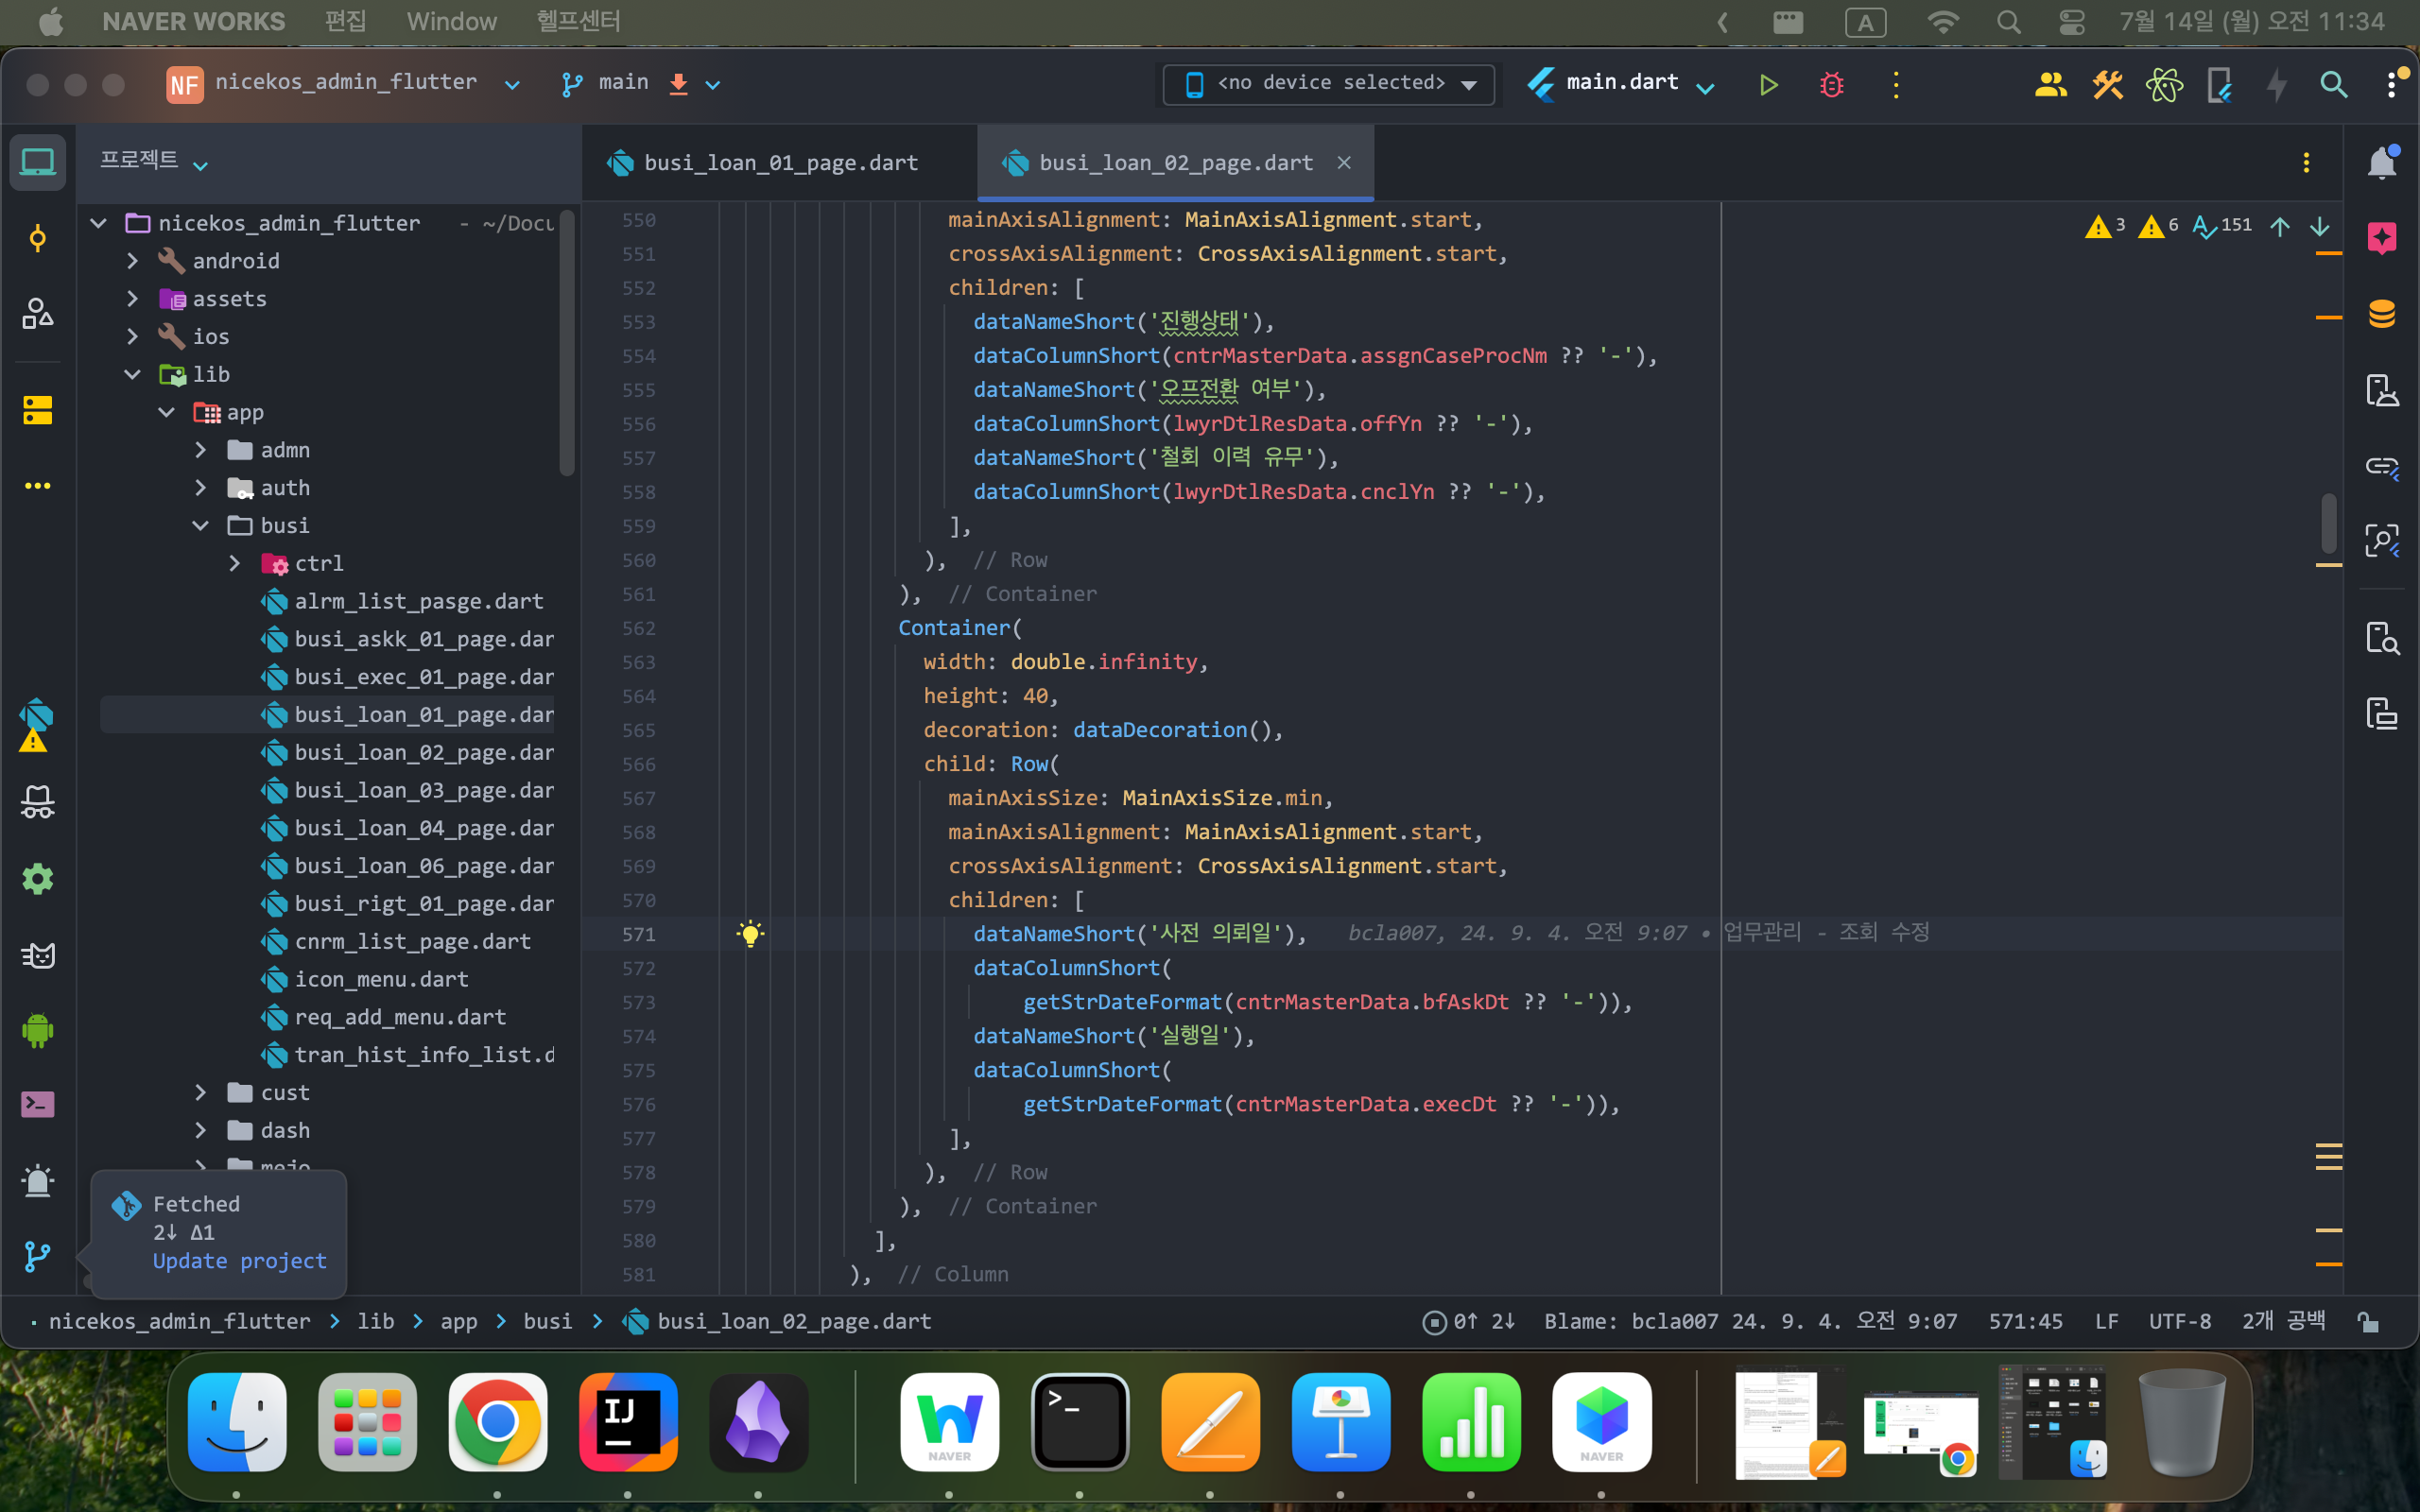 NAVER WORKS 편집 Window 헬프센터 A 7월 14일 (월) 오전 11:34
NF nicekos_admin_flutter main <no device selected> main.dart
프로젝트
busi_loan_01_page.dart busi_loan_02_page.dart
nicekos_admin_flutter - ~/Docu
android
assets
ios
lib
app
admn
auth
busi
ctrl
alrm_list_pasge.dart
busi_askk_01_page.dar
busi_exec_01_page.dar
busi_loan_01_page.dar
busi_loan_02_page.dar
busi_loan_03_page.dar
busi_loan_04_page.dar
busi_loan_06_page.dar
busi_rigt_01_page.dar
cnrm_list_page.dart
icon_menu.dart
req_add_menu.dart
tran_hist_info_list.d
cust
dash
Fetched
2↓ Δ1
Update project
3 6 151
550 mainAxisAlignment: MainAxisAlignment.start,
551 crossAxisAlignment: CrossAxisAlignment.start,
552 children: [
553 dataNameShort('진행상태'),
554 dataColumnShort(cntrMasterData.assgnCaseProcNm ?? '-'),
555 dataNameShort('오프전환 여부'),
556 dataColumnShort(lwyrDtlResData.offYn ?? '-'),
557 dataNameShort('철회 이력 유무'),
558 dataColumnShort(lwyrDtlResData.cnclYn ?? '-'),
559 ],
560 ), // Row
561 ), // Container
562 Container(
563 width: double.infinity,
564 height: 40,
565 decoration: dataDecoration(),
566 child: Row(
567 mainAxisSize: MainAxisSize.min,
568 mainAxisAlignment: MainAxisAlignment.start,
569 crossAxisAlignment: CrossAxisAlignment.start,
570 children: [
571 dataNameShort('사전 의뢰일'), bcla007, 24. 9. 4. 오전 9:07 • 업무관리 - 조회 수정
572 dataColumnShort(
573 getStrDateFormat(cntrMasterData.bfAskDt ?? '-')),
574 dataNameShort('실행일'),
575 dataColumnShort(
576 getStrDateFormat(cntrMasterData.execDt ?? '-')),
577 ],
578 ), // Row
579 ), // Container
580 ],
581 ), // Column
nicekos_admin_flutter > lib > app > busi > busi_loan_02_page.dart 0↑ 2↓ Blame: bcla007 24. 9. 4. 오전 9:07 571:45 LF UTF-8 2개 공백
IJ NAVER >_ NAVER